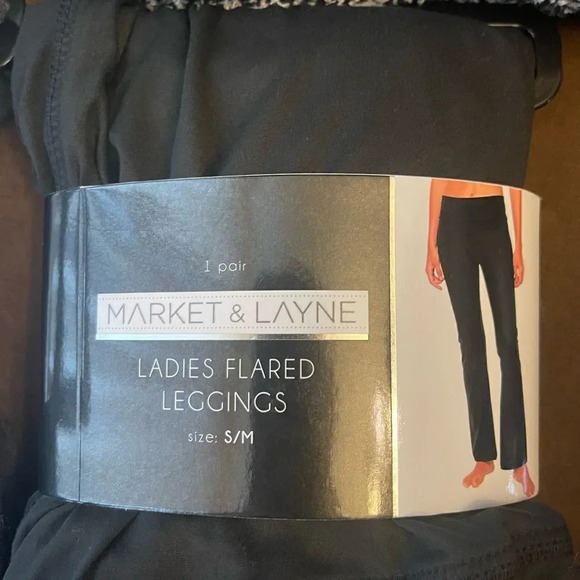 1 pair
MARKET & LAYNE
LADIES FLARED
LEGGINGS
size: S/M